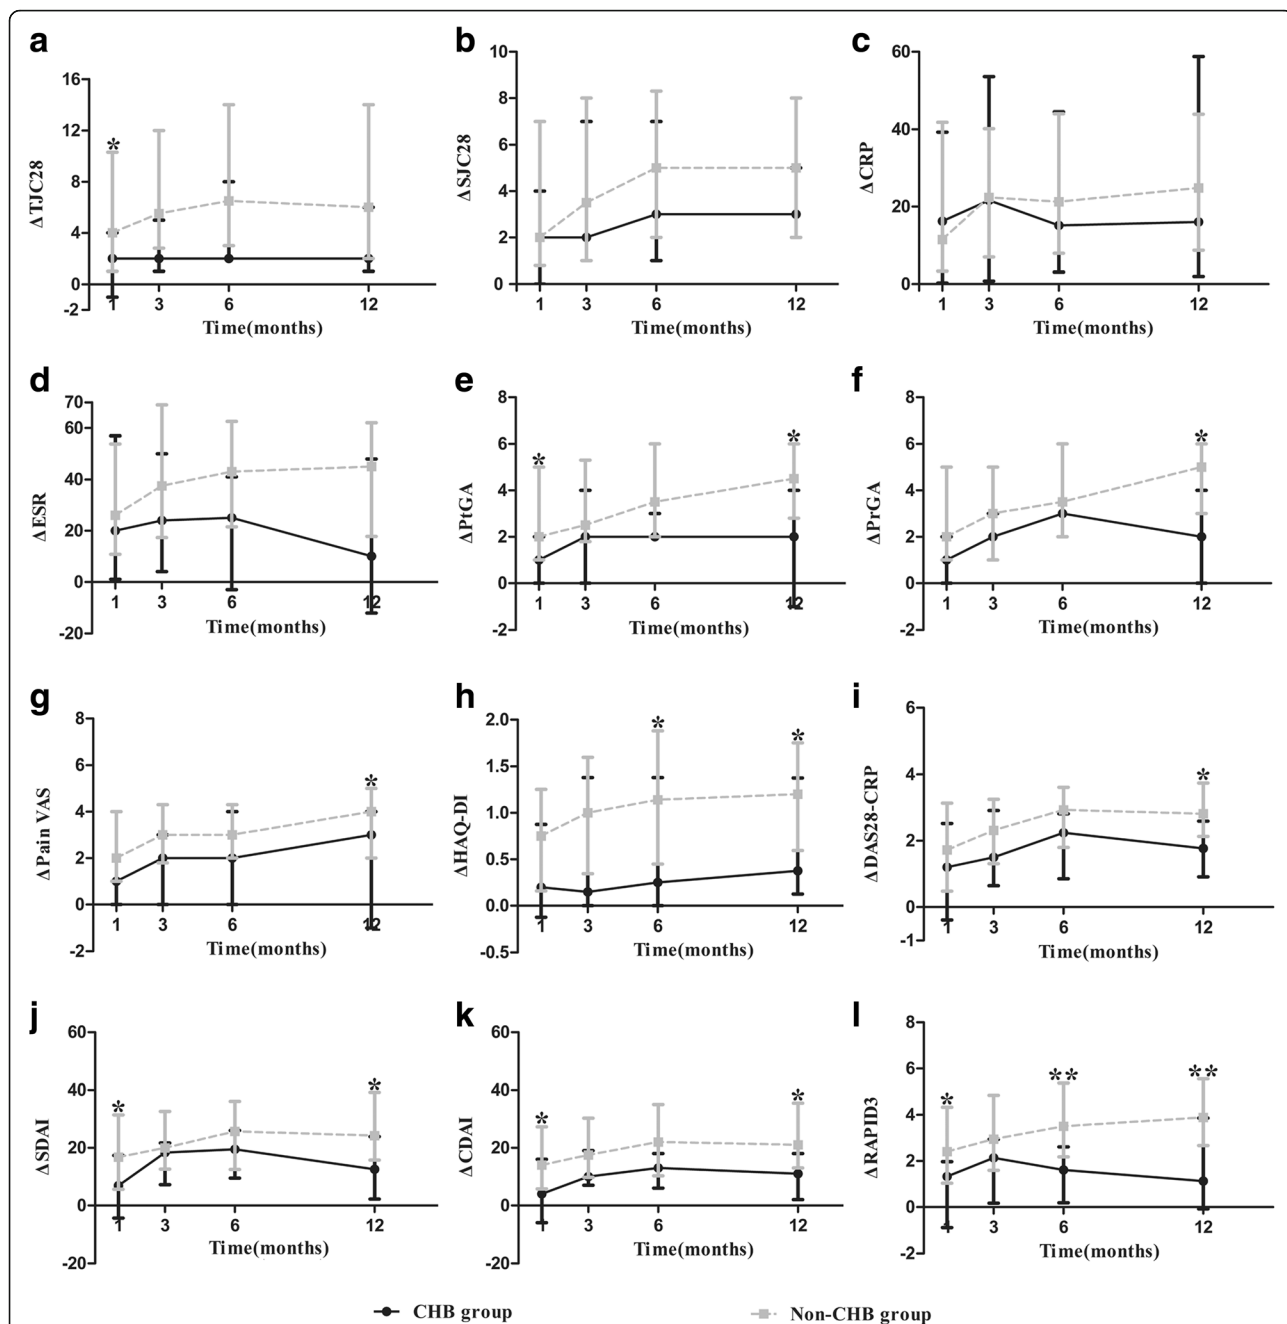 a
ΔTJC28
16
12
8
4
0
-2
*
1 3 6 12
Time(months)
b
ΔSJC28
10
8
6
4
2
0
1 3 6 12
Time(months)
c
ΔCRP
60
40
20
0
1 3 6 12
Time(months)
d
ΔESR
70
60
40
20
0
-20
1 3 6 12
Time(months)
e
ΔPtGA
8
6
4
2
0
-2
* *
1 3 6 12
Time(months)
f
ΔPrGA
8
6
4
2
0
-2
*
1 3 6 12
Time(months)
g
ΔPain VAS
8
6
4
2
0
-2
*
1 3 6 12
Time(months)
h
ΔHAQ-DI
2.0
1.5
1.0
0.5
0.0
-0.5
* *
1 3 6 12
Time(months)
i
ΔDAS28-CRP
6
4
2
0
-1
*
1 3 6 12
Time(months)
j
ΔSDAI
60
40
20
0
-20
* *
1 3 6 12
Time(months)
k
ΔCDAI
60
40
20
0
-20
* *
1 3 6 12
Time(months)
l
ΔRAPID3
8
6
4
2
0
-2
* ** **
1 3 6 12
Time(months)
CHB group
Non-CHB group